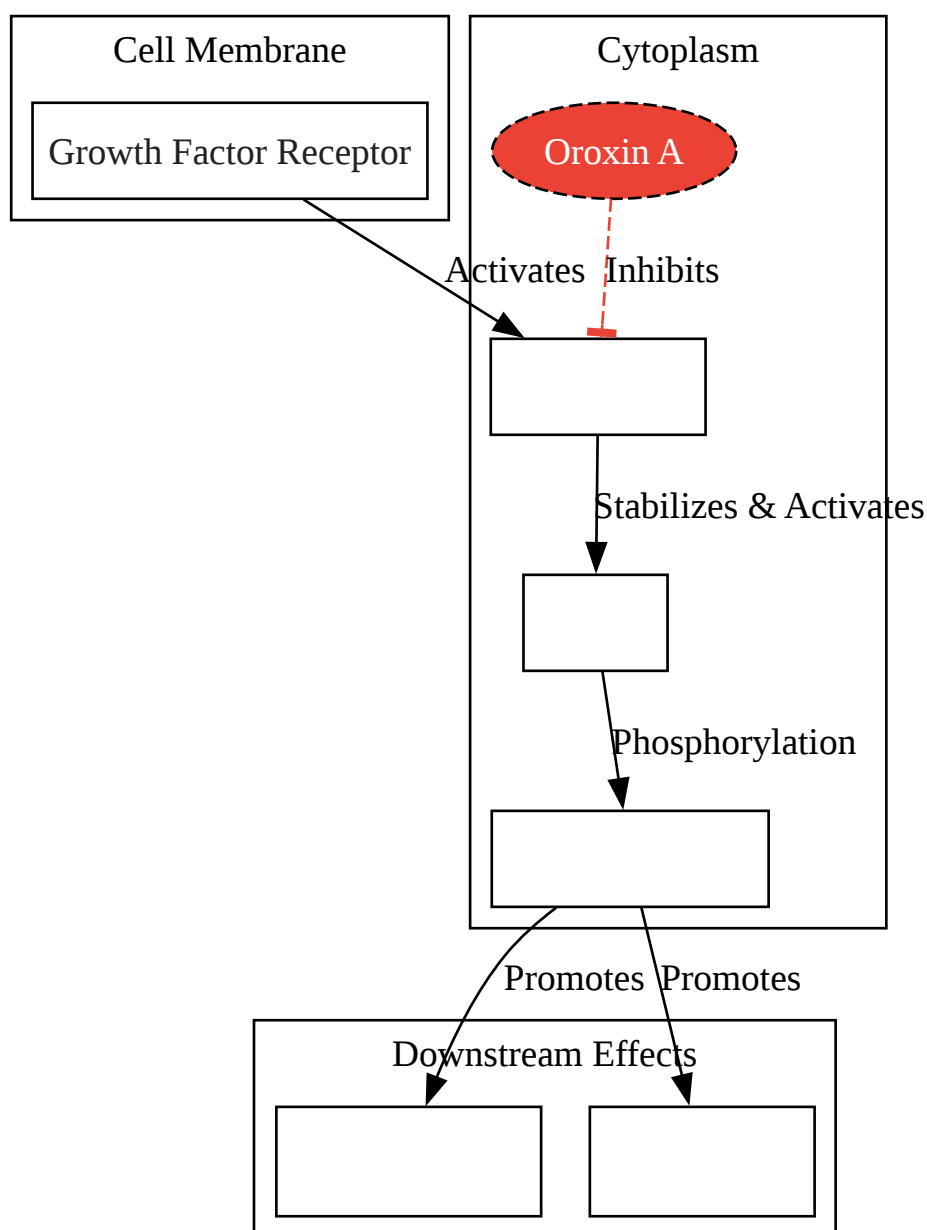 Cell Membrane
Cytoplasm
Growth Factor Receptor
Oroxin A
Activates
Inhibits
Stabilizes & Activates
Phosphorylation
Promotes
Promotes
Downstream Effects